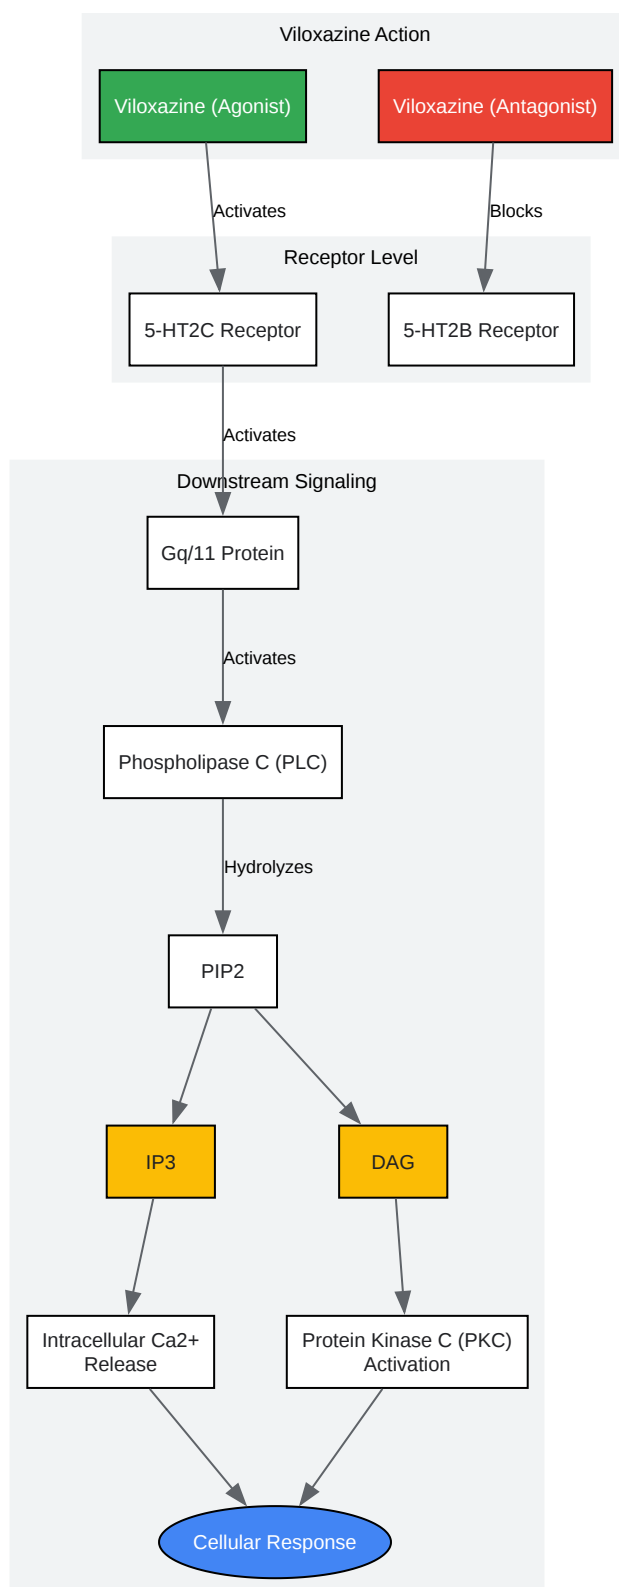 Viloxazine Action
Viloxazine (Agonist)
Viloxazine (Antagonist)
Activates
Blocks
Receptor Level
5-HT2C Receptor
5-HT2B Receptor
Activates
Downstream Signaling
Gq/11 Protein
Activates
Phospholipase C (PLC)
Hydrolyzes
PIP2
IP3
DAG
Intracellular Ca2+
Release
Protein Kinase C (PKC)
Activation
Cellular Response